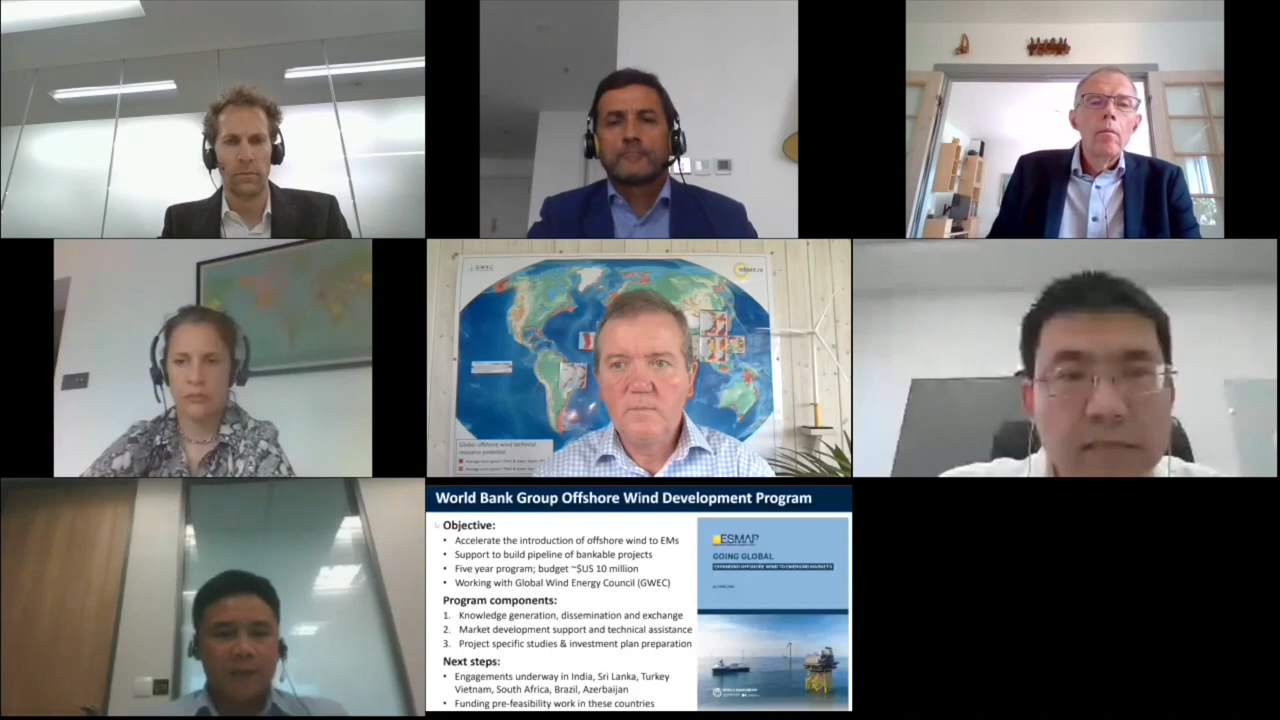 GWEC
Global offshore wind technical
resource potential
World Bank Group Offshore Wind Development Program
Objective:
• Accelerate the introduction of offshore wind to EMs
• Support to build pipeline of bankable projects
• Five year program; budget ~$US 10 million
• Working with Global Wind Energy Council (GWEC)
Program components:
1. Knowledge generation, dissemination and exchange
2. Market development support and technical assistance
3. Project specific studies & investment plan preparation
Next steps:
• Engagements underway in India, Sri Lanka, Turkey
Vietnam, South Africa, Brazil, Azerbaijan
• Funding pre-feasibility work in these countries
ESMAP
GOING GLOBAL
EXPANDING OFFSHORE WIND TO EMERGING MARKETS